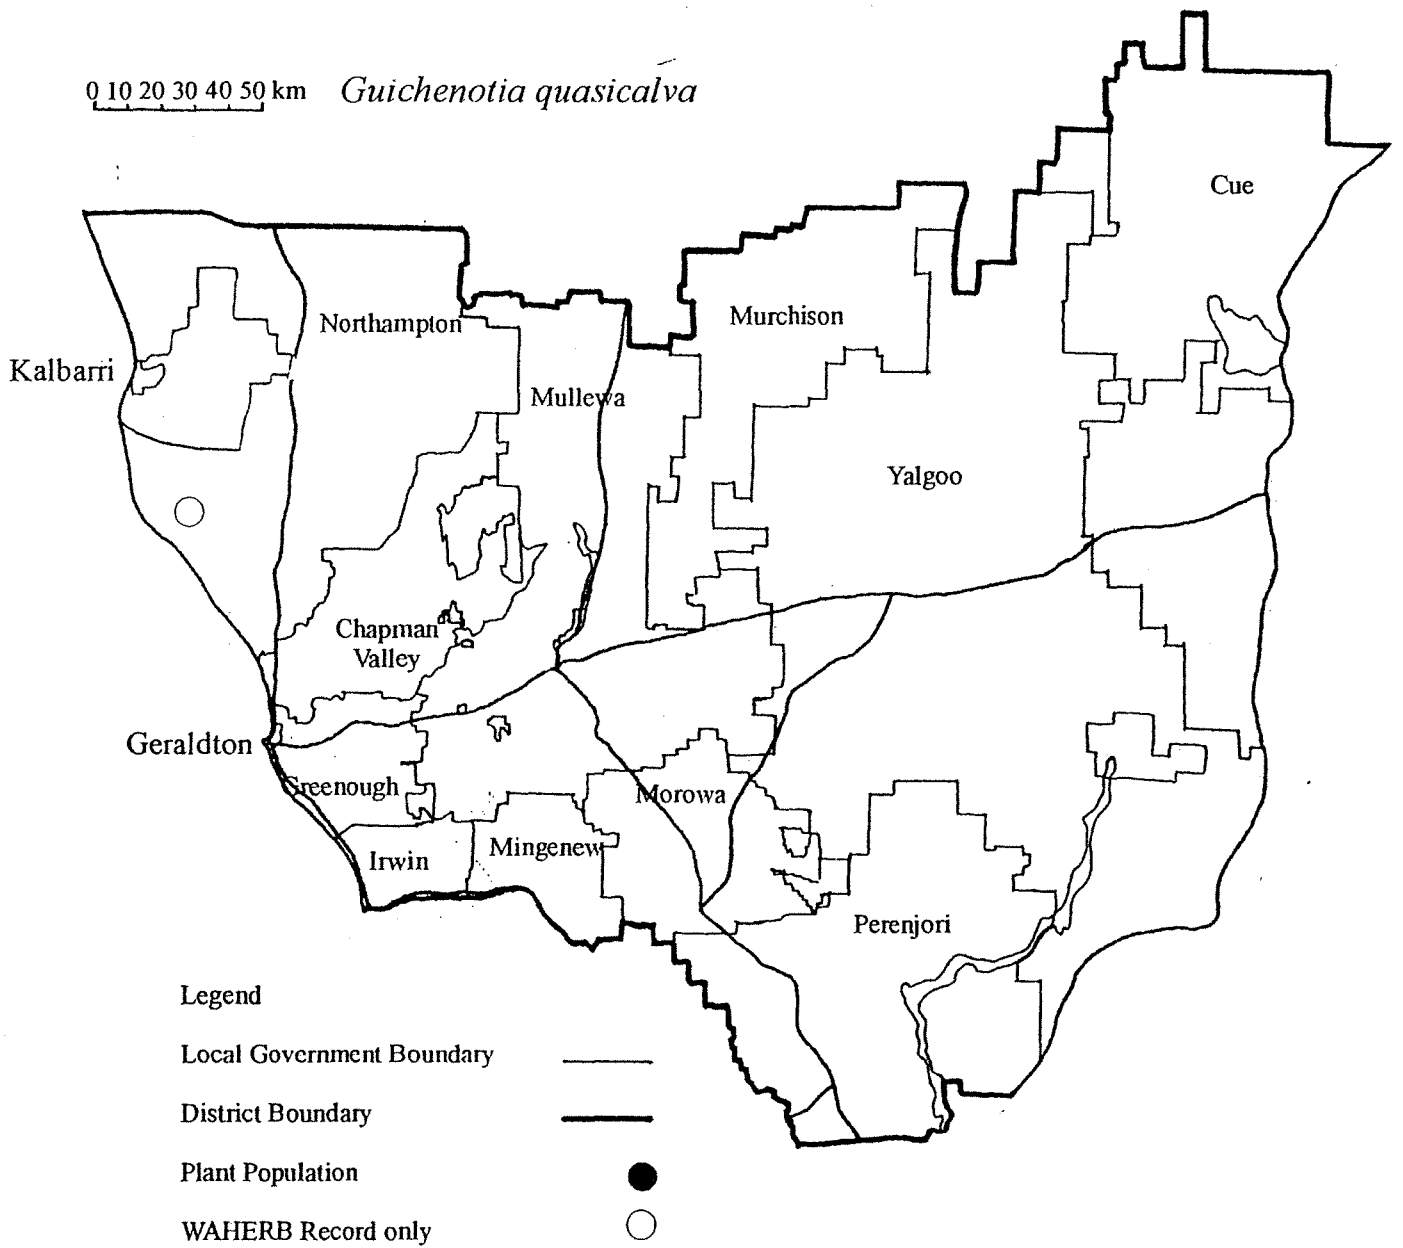 0 10 20 30 40 50 km
Guichenotia quasicalva
Cue
Northampton
Murchison
Kalbarri
Mullewa
Yalgoo
Chapman
Valley
Geraldton
Greenough
Morowa
Irwin
Mingenew
Perenjori
Legend
Local Government Boundary
District Boundary
Plant Population
WAHERB Record only